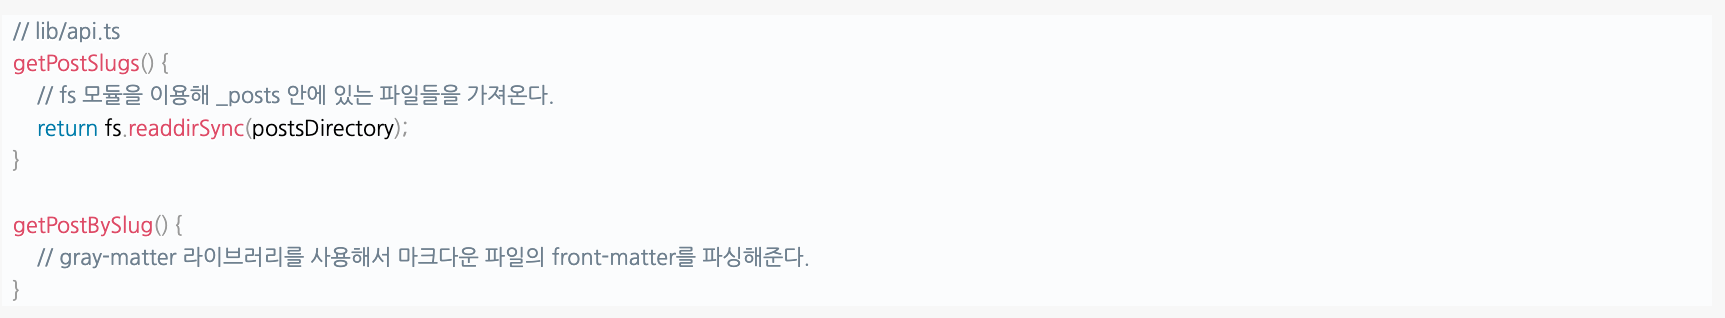 // lib/api.ts
getPostSlugs() {
// fs 모듈을 이용해 _posts 안에 있는 파일들을 가져온다.
return fs.readdirSync(postsDirectory);
}
getPostBySlug() {
// gray-matter 라이브러리를 사용해서 마크다운 파일의 front-matter를 파싱해준다.
}